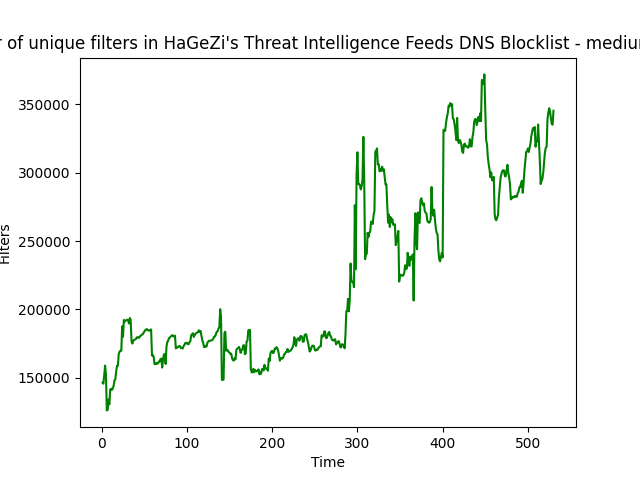 of unique filters in HaGeZi's Threat Intelligence Feeds DNS Blocklist -
350000
300000
250000
200000
150000
Filters
0 100 200 300 400 500
Time